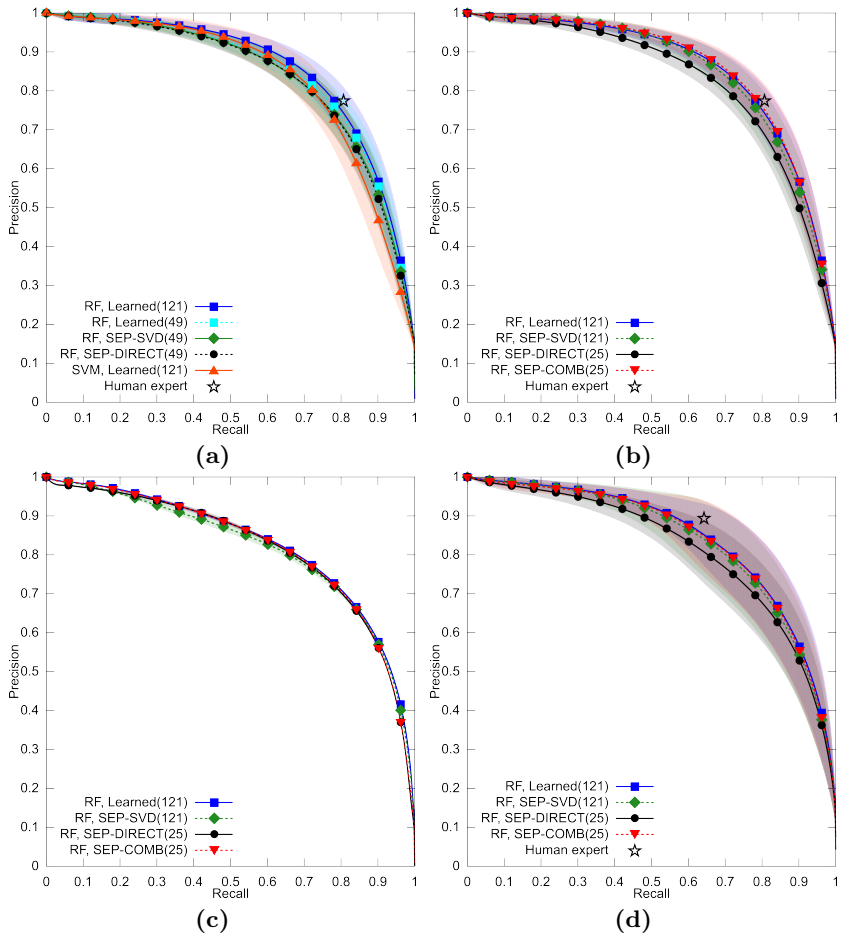 1
0.9
0.8
0.7
0.6
0.5
0.4
0.3
0.2
0.1
0
Precision
RF, Learned(121)
RF, Learned(49)
RF, SEP-SVD(49)
RF, SEP-DIRECT(49)
SVM, Learned(121)
Human expert
0 0.1 0.2 0.3 0.4 0.5 0.6 0.7 0.8 0.9 1
Recall
(a)
1
0.9
0.8
0.7
0.6
0.5
0.4
0.3
0.2
0.1
0
Precision
RF, Learned(121)
RF, SEP-SVD(121)
RF, SEP-DIRECT(25)
RF, SEP-COMB(25)
Human expert
0 0.1 0.2 0.3 0.4 0.5 0.6 0.7 0.8 0.9 1
Recall
(b)
1
0.9
0.8
0.7
0.6
0.5
0.4
0.3
0.2
0.1
0
Precision
RF, Learned(121)
RF, SEP-SVD(121)
RF, SEP-DIRECT(25)
RF, SEP-COMB(25)
0 0.1 0.2 0.3 0.4 0.5 0.6 0.7 0.8 0.9 1
Recall
(c)
1
0.9
0.8
0.7
0.6
0.5
0.4
0.3
0.2
0.1
0
Precision
RF, Learned(121)
RF, SEP-SVD(121)
RF, SEP-DIRECT(25)
RF, SEP-COMB(25)
Human expert
0 0.1 0.2 0.3 0.4 0.5 0.6 0.7 0.8 0.9 1
Recall
(d)